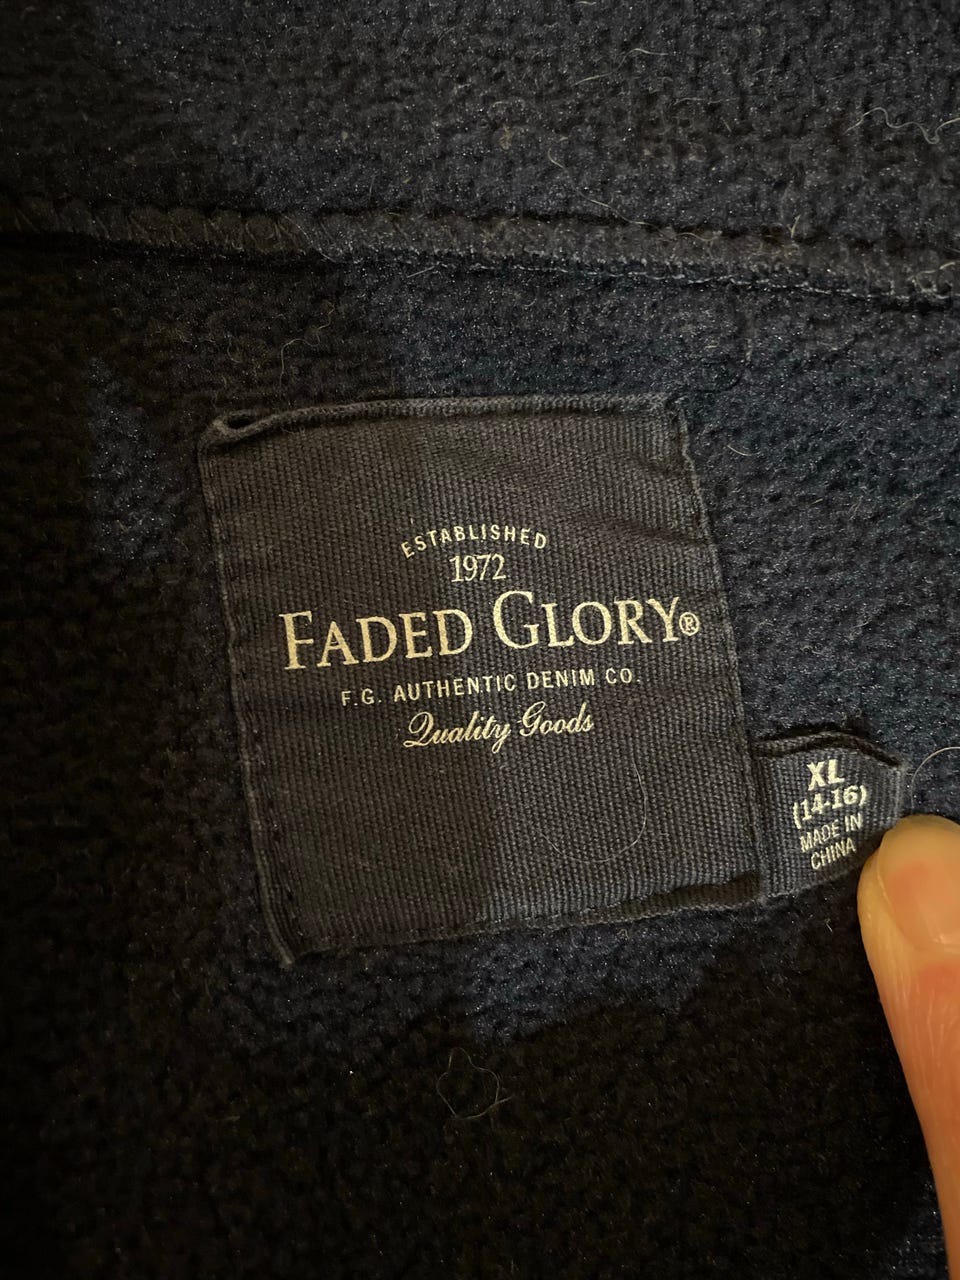 ESTABLISHED
1972
FADED GLORY®
F.G. AUTHENTIC DENIM CO.
Quality Goods
XL
(14-16)
MADE IN
CHINA